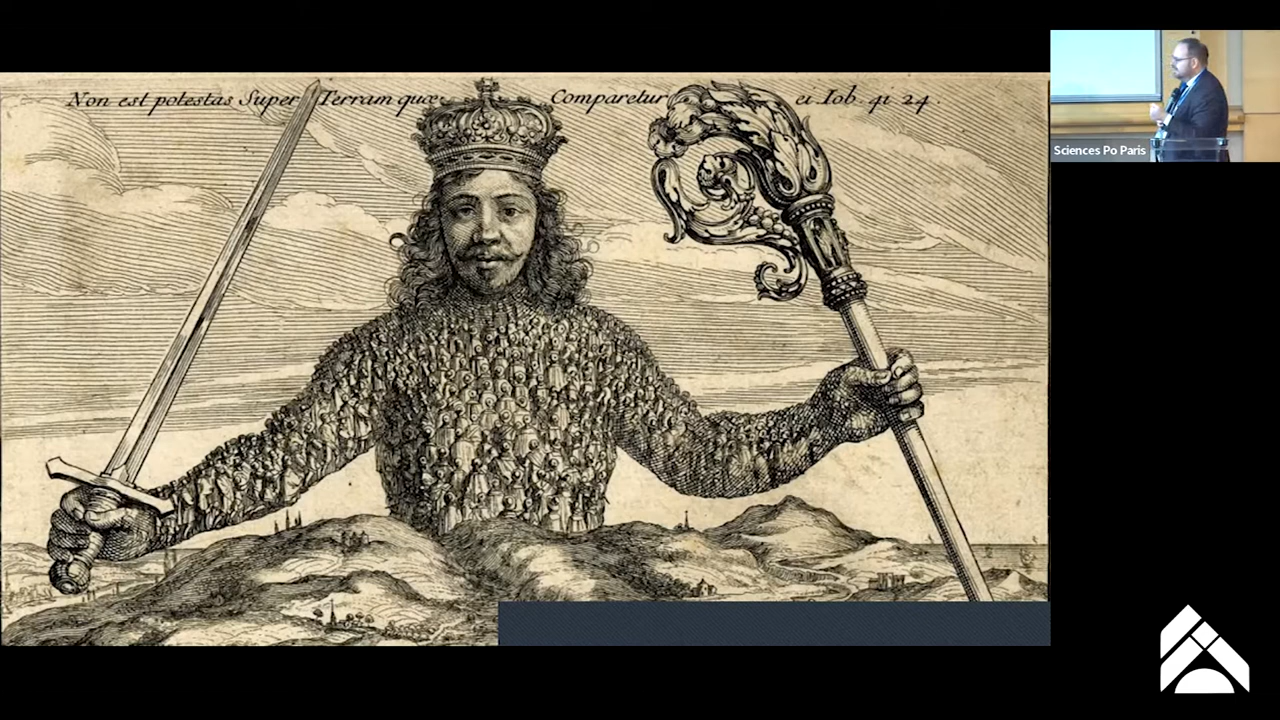 Non est potestas Super Terram quæ Comparetur ei Iob. 41 24.
Sciences Po Paris